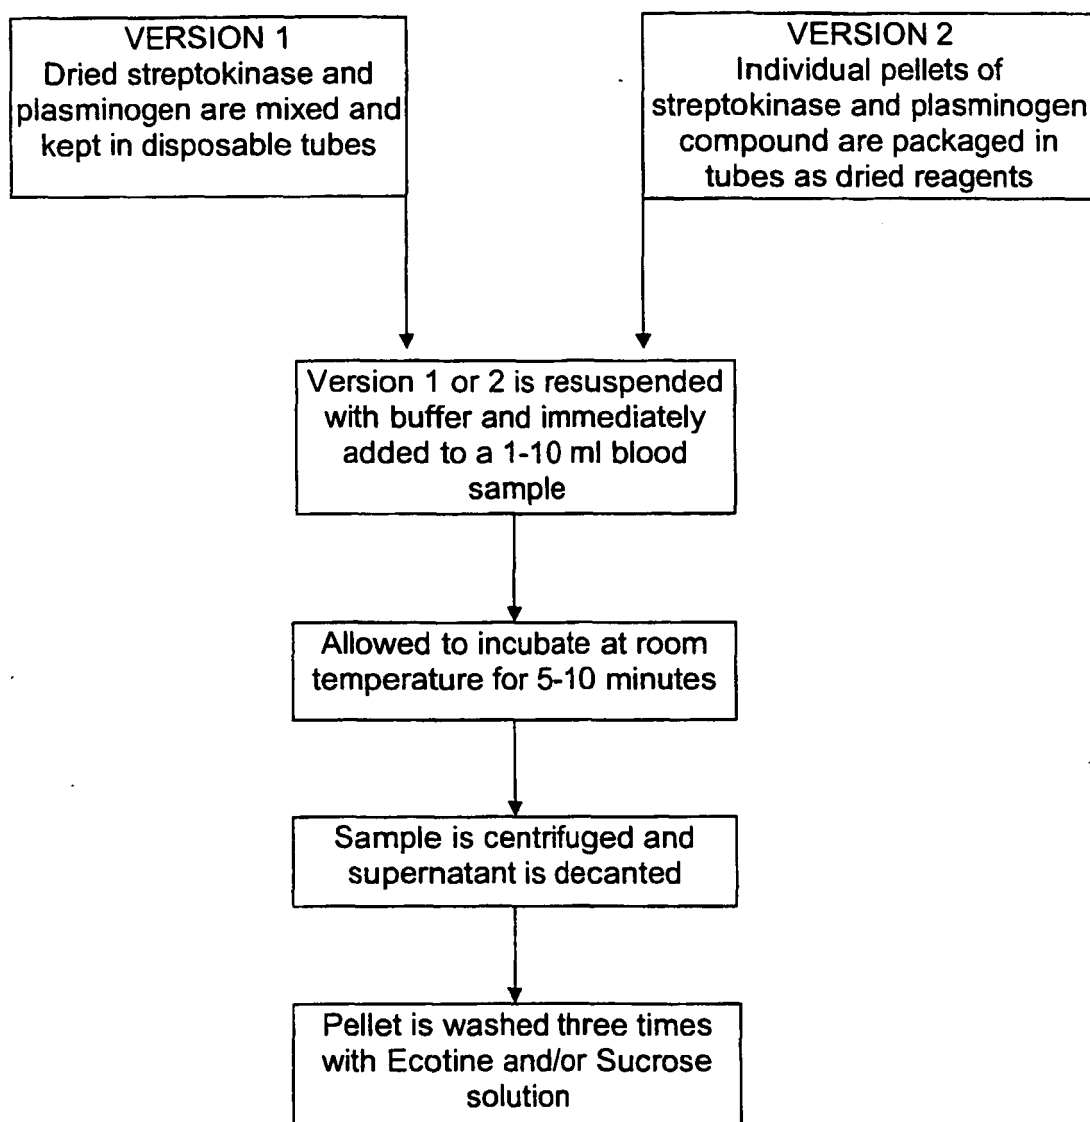 VERSION 1
Dried streptokinase and
plasminogen are mixed and
kept in disposable tubes
VERSION 2
Individual pellets of
streptokinase and plasminogen
compound are packaged in
tubes as dried reagents
Version 1 or 2 is resuspended
with buffer and immediately
added to a 1-10 ml blood
sample
Allowed to incubate at room
temperature for 5-10 minutes
Sample is centrifuged and
supernatant is decanted
Pellet is washed three times
with Ecotine and/or Sucrose
solution